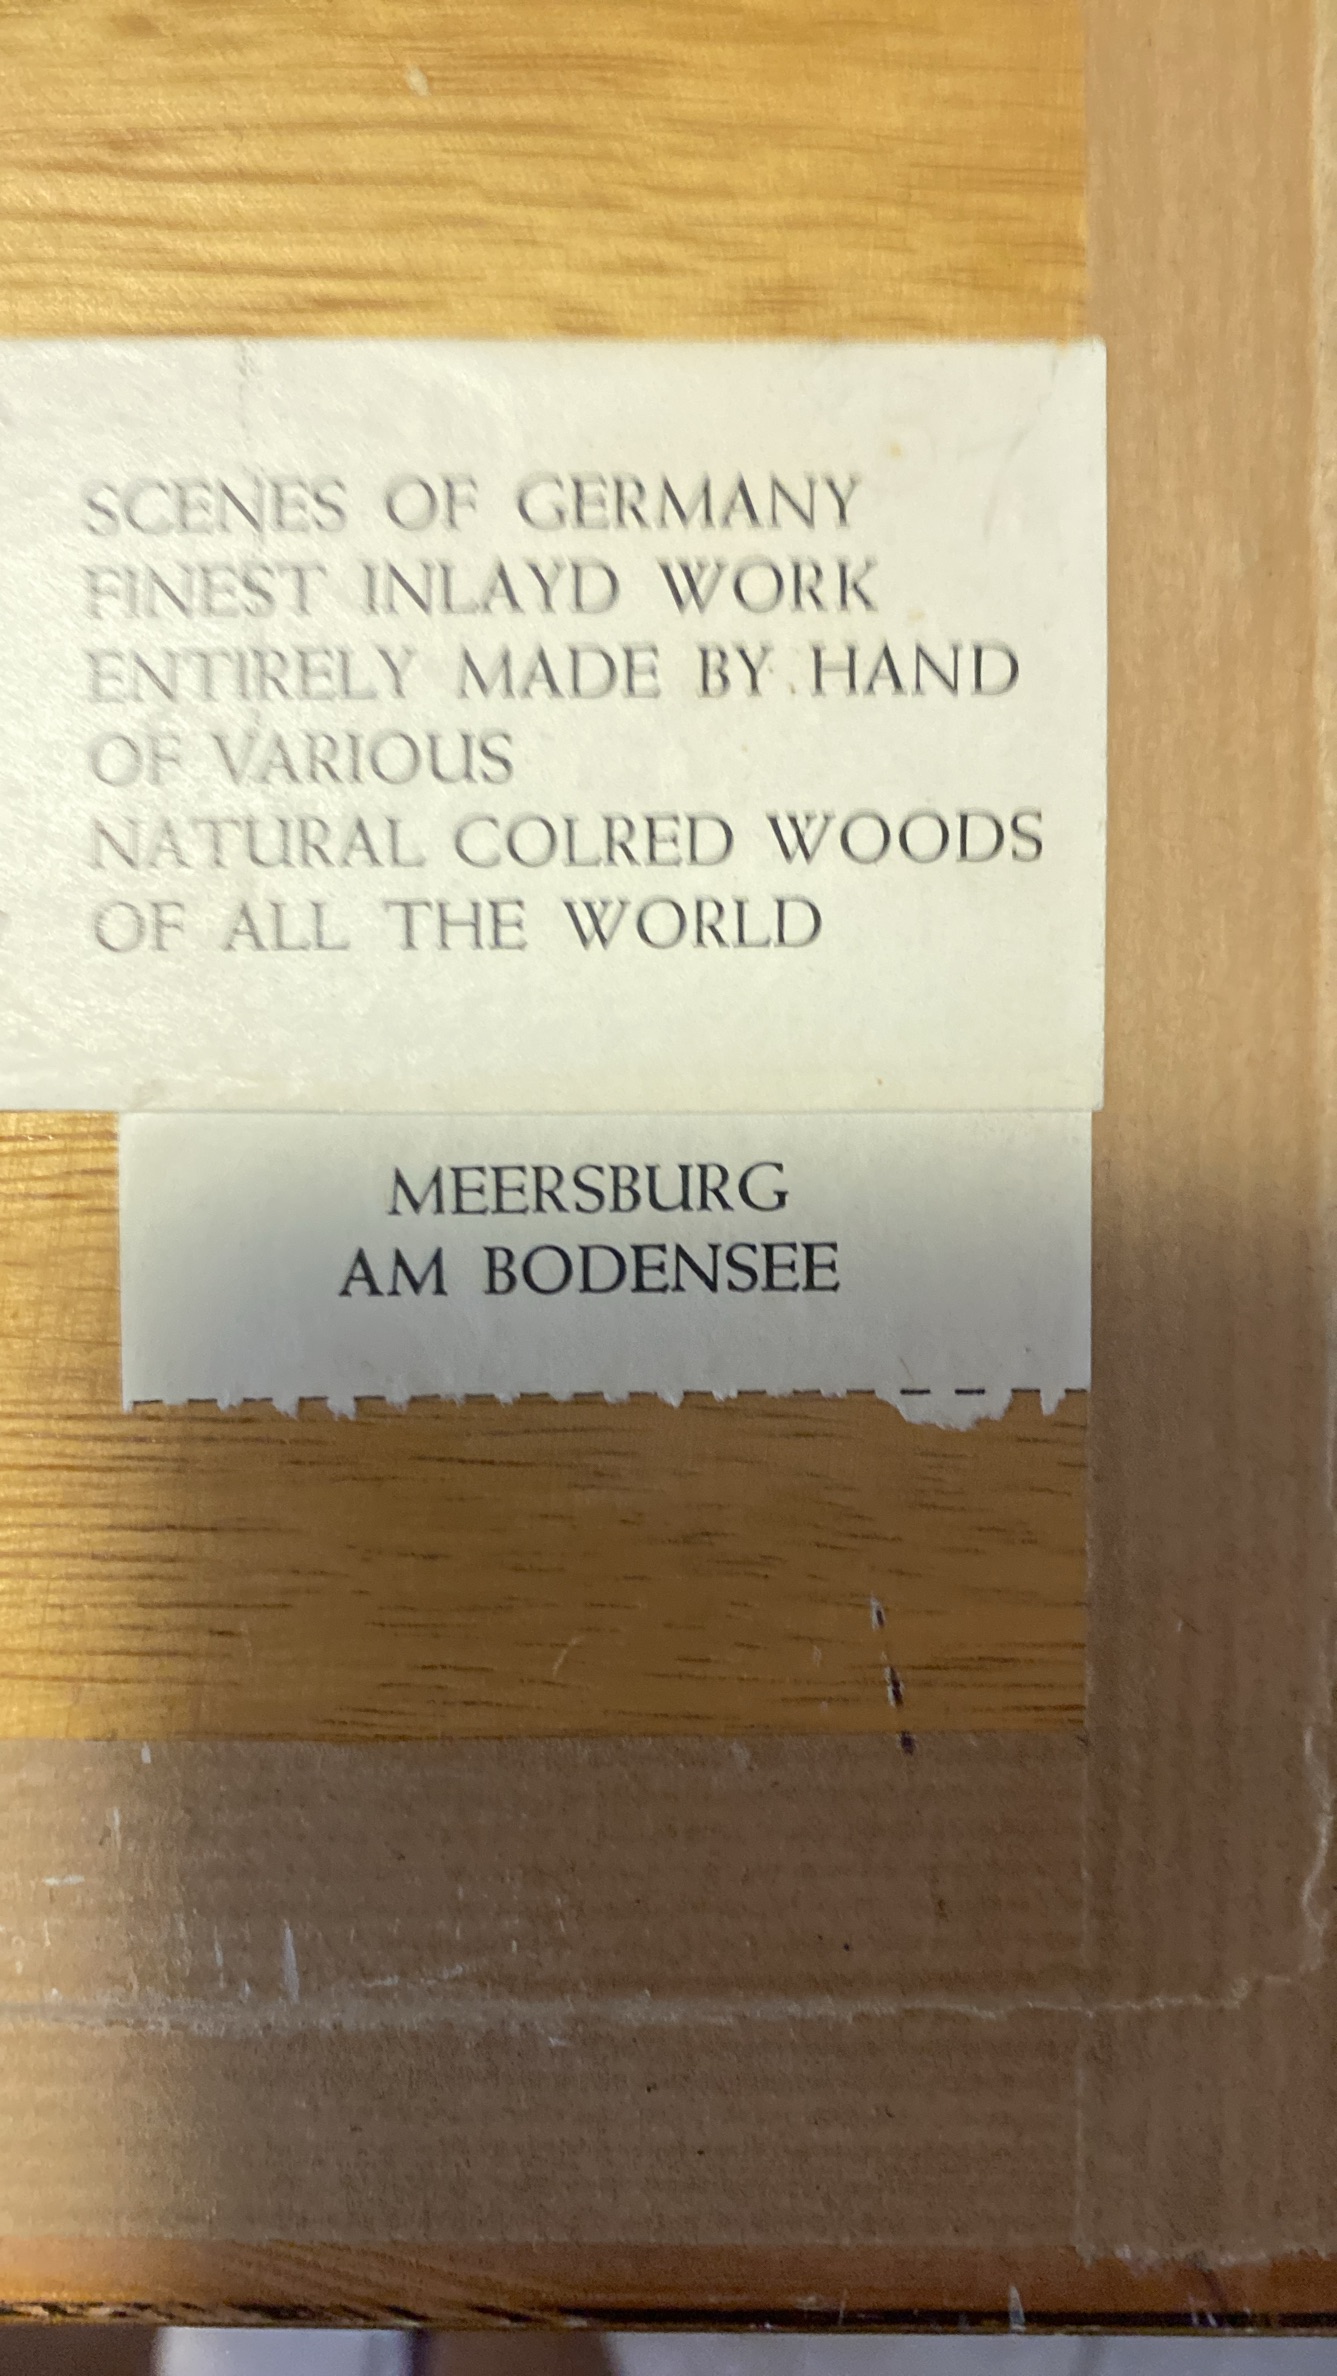 SCENES OF GERMANY
FINEST INLAYD WORK
ENTIRELY MADE BY HAND
OF VARIOUS
NATURAL COLRED WOODS
OF ALL THE WORLD
MEERSBURG
AM BODENSEE